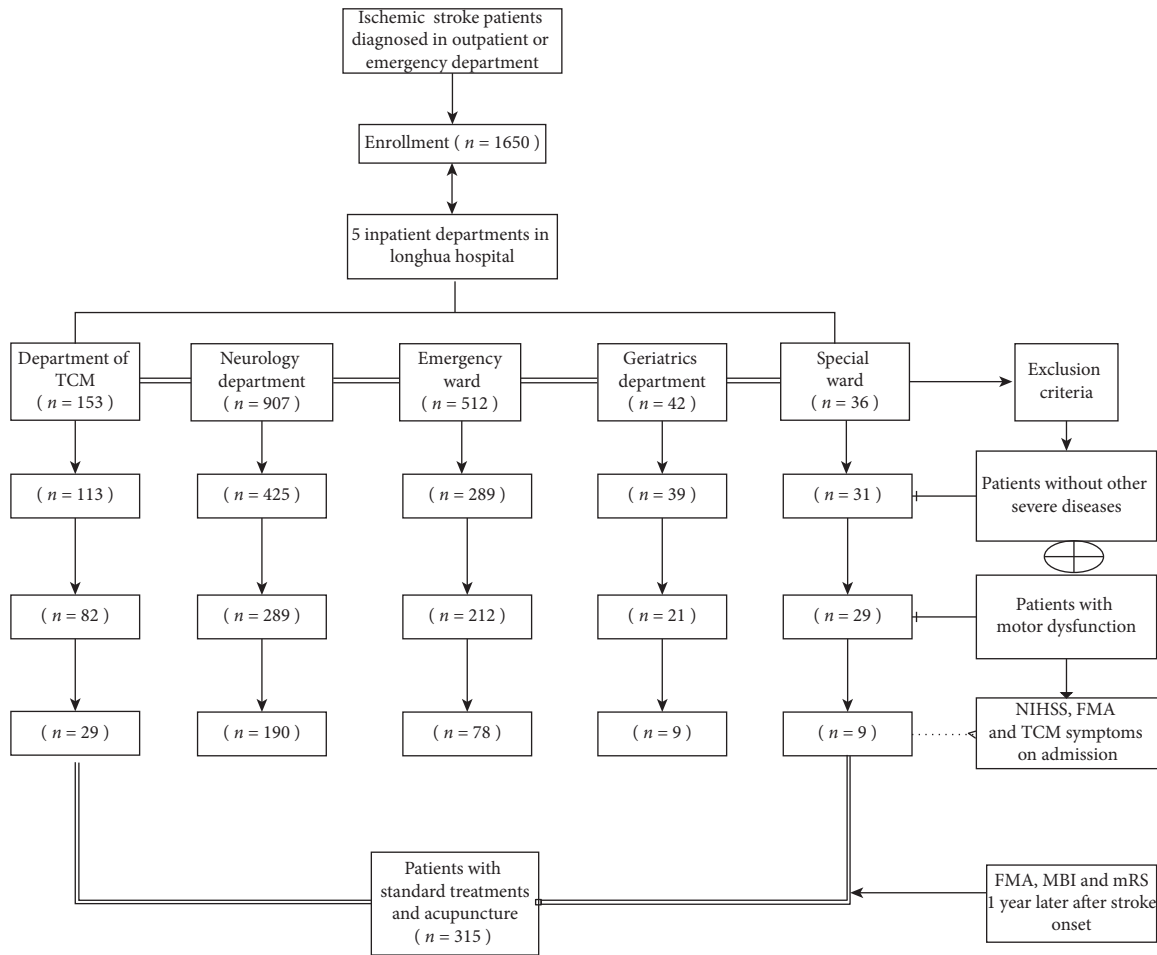 Ischemic stroke patients
diagnosed in outpatient or
emergency department
Enrollment ( n = 1650 )
5 inpatient departments in
longhua hospital
Department of
TCM
( n = 153 )
Neurology
department
( n = 907 )
Emergency
ward
( n = 512 )
Geriatrics
department
( n = 42 )
Special
ward
( n = 36 )
Exclusion
criteria
( n = 113 )
( n = 425 )
( n = 289 )
( n = 39 )
( n = 31 )
Patients without other
severe diseases
( n = 82 )
( n = 289 )
( n = 212 )
( n = 21 )
( n = 29 )
Patients with
motor dysfunction
( n = 29 )
( n = 190 )
( n = 78 )
( n = 9 )
( n = 9 )
NIHSS, FMA
and TCM symptoms
on admission
Patients with
standard treatments
and acupuncture
( n = 315 )
FMA, MBI and mRS
1 year later after stroke
onset